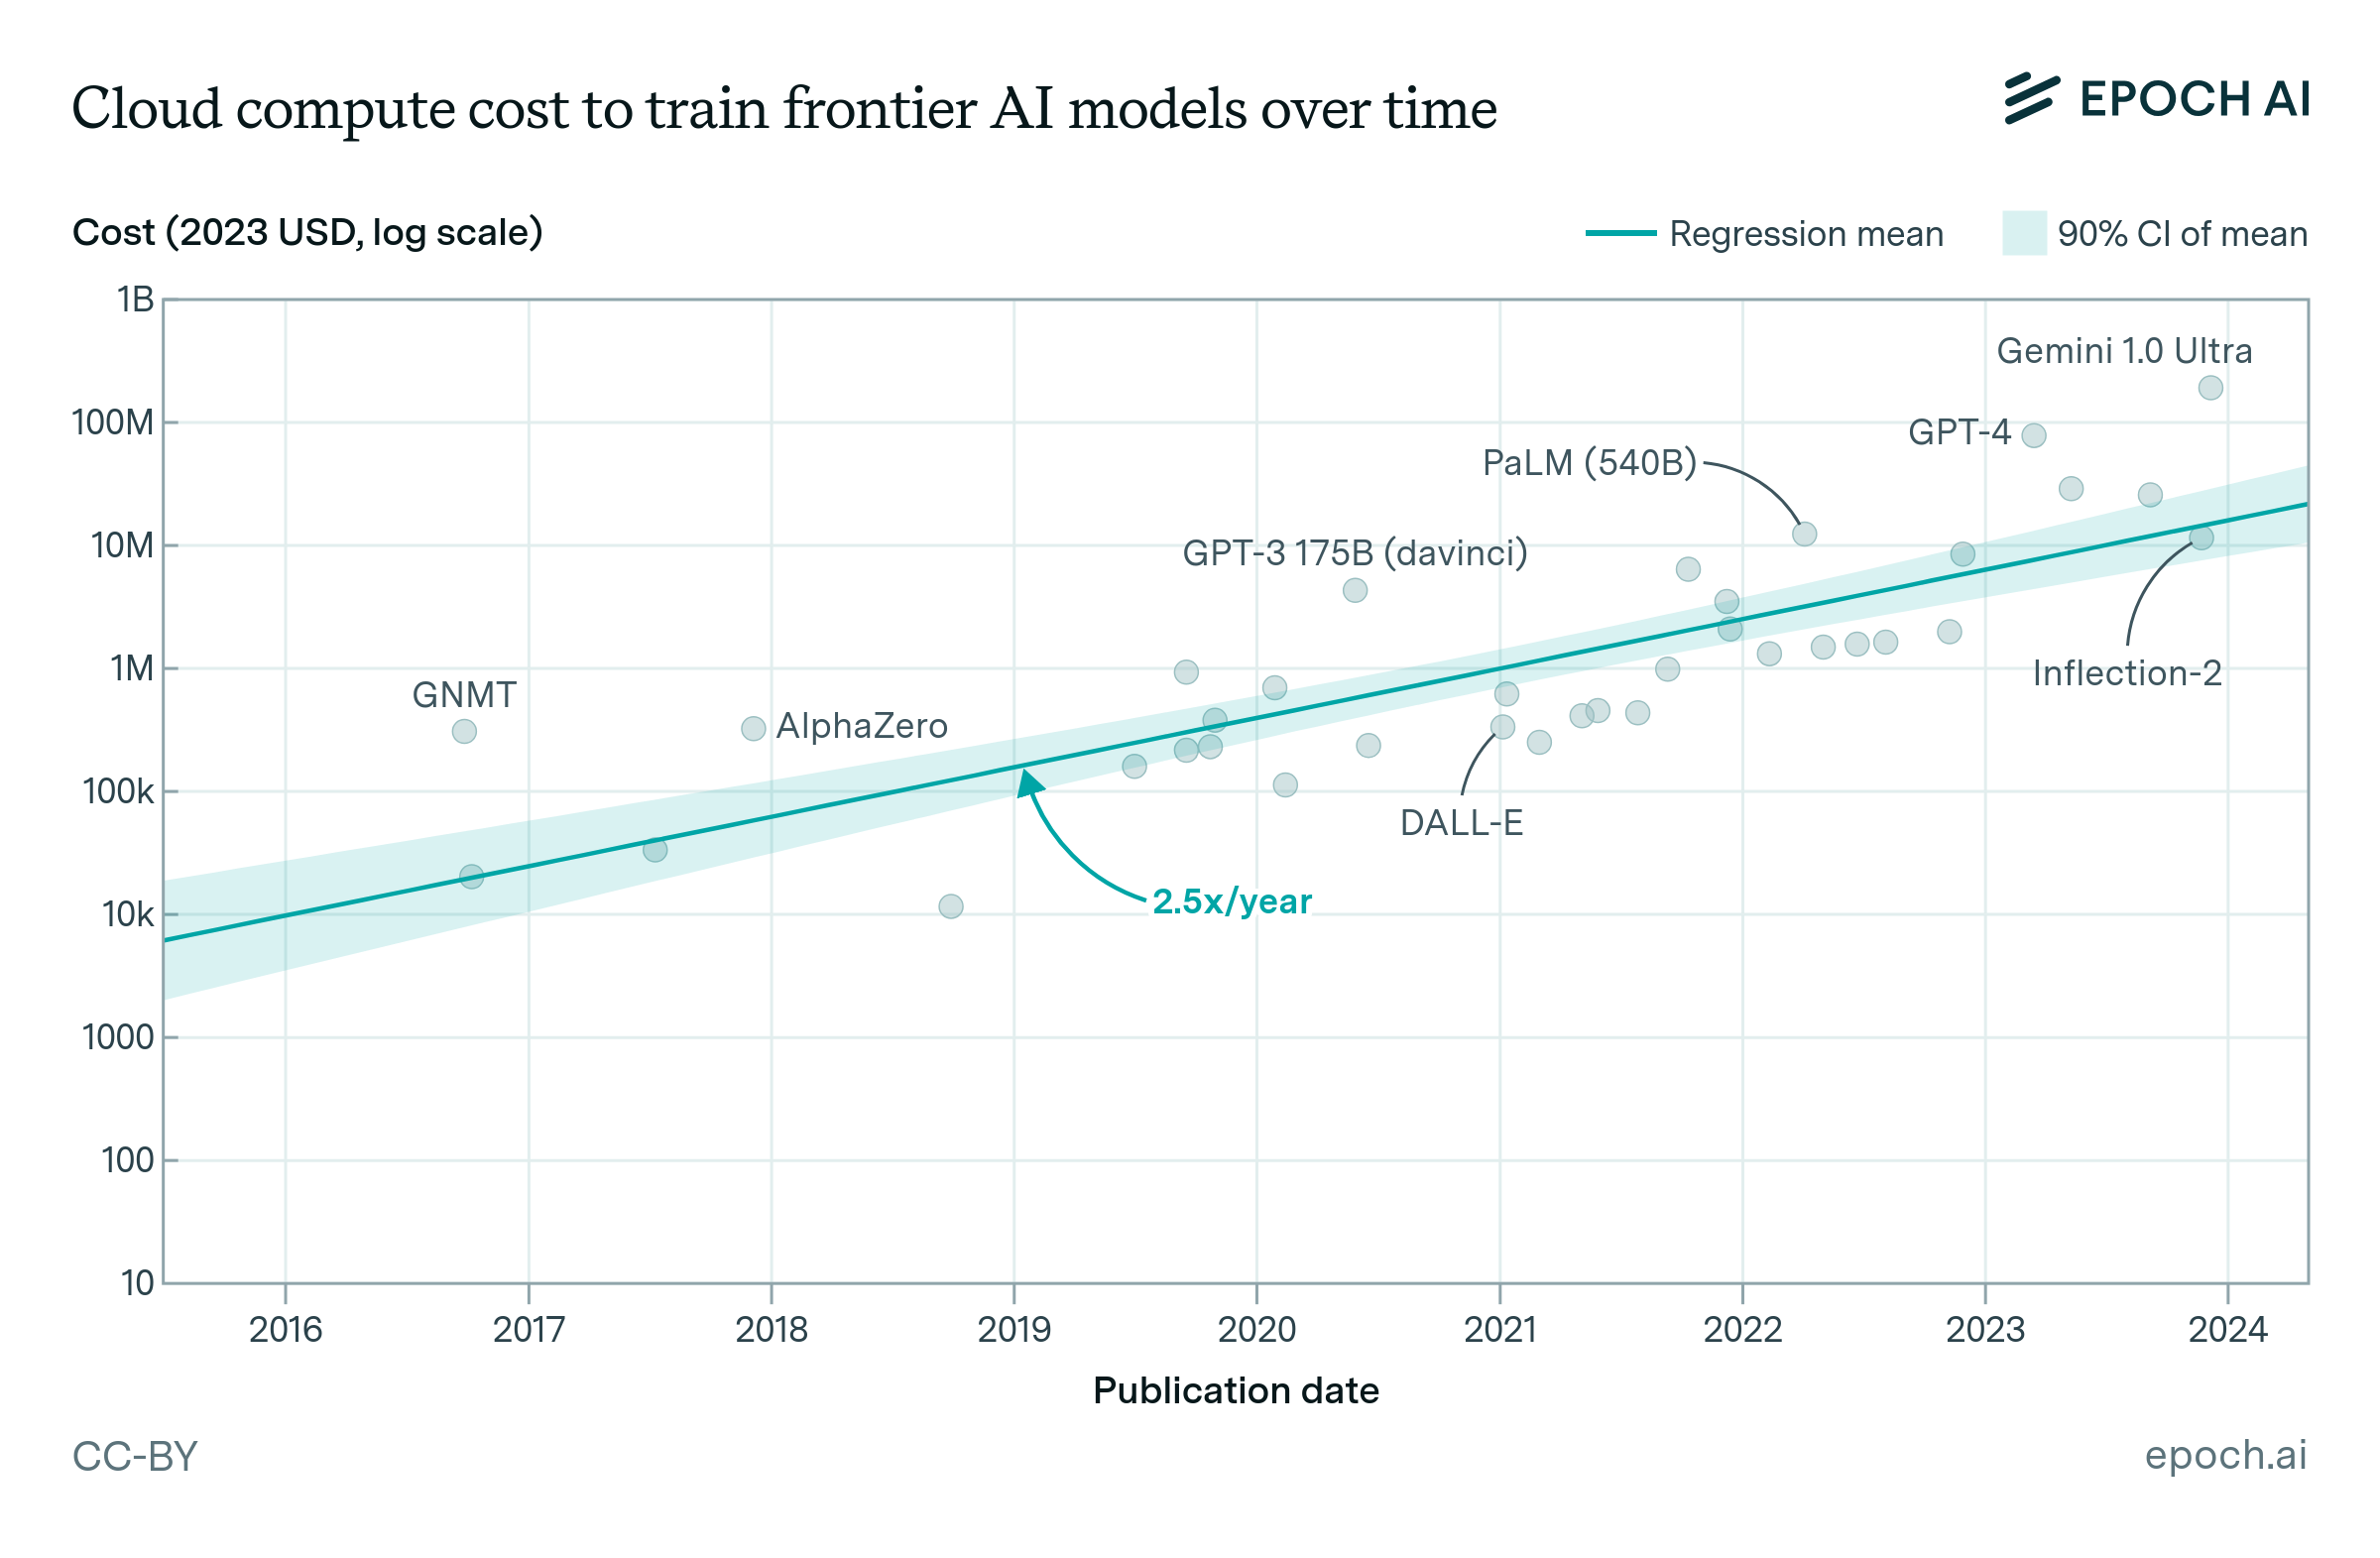 Cloud compute cost to train frontier AI models over time
EPOCH AI
Cost (2023 USD, log scale)
Regression mean
90% CI of mean
1B
100M
10M
1M
100k
10k
1000
100
10
Gemini 1.0 Ultra
GPT-4
PaLM (540B)
GPT-3 175B (davinci)
GNMT
AlphaZero
Inflection-2
DALL-E
2.5x/year
2016
2017
2018
2019
2020
2021
2022
2023
2024
Publication date
CC-BY
epoch.ai